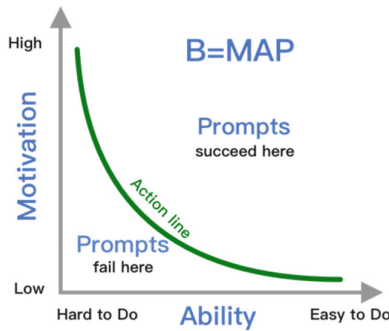 High
B=MAP
Prompts
succeed here
Motivation
Action line
Prompts
fail here
Low
Hard to Do
Ability
Easy to Do